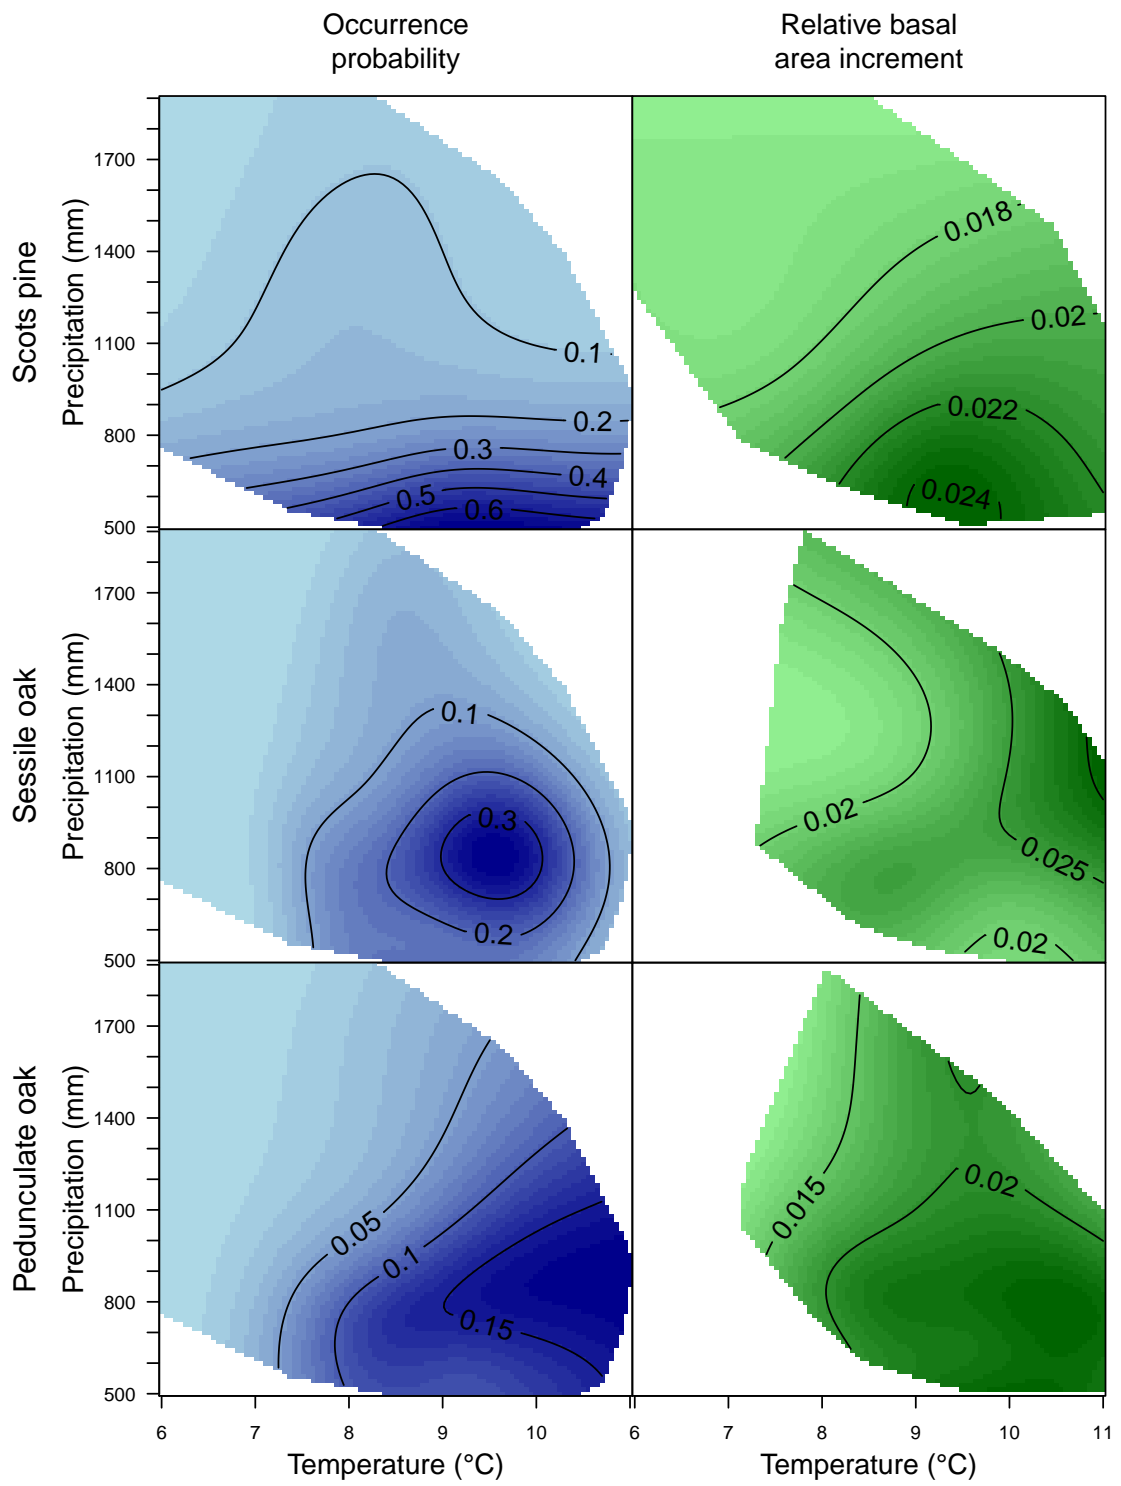 Occurrence
probability
Relative basal
area increment
Scots pine
Precipitation (mm)
1700
1400
1100
800
500
0.1
0.2
0.3
0.4
0.5
0.6
0.018
0.02
0.022
0.024
Sessile oak
Precipitation (mm)
1700
1400
1100
800
500
0.1
0.3
0.2
0.02
0.025
0.02
Pedunculate oak
Precipitation (mm)
1700
1400
1100
800
500
0.05
0.1
0.15
0.015
0.02
6 7 8 9 10
6 7 8 9 10 11
Temperature (°C)
Temperature (°C)